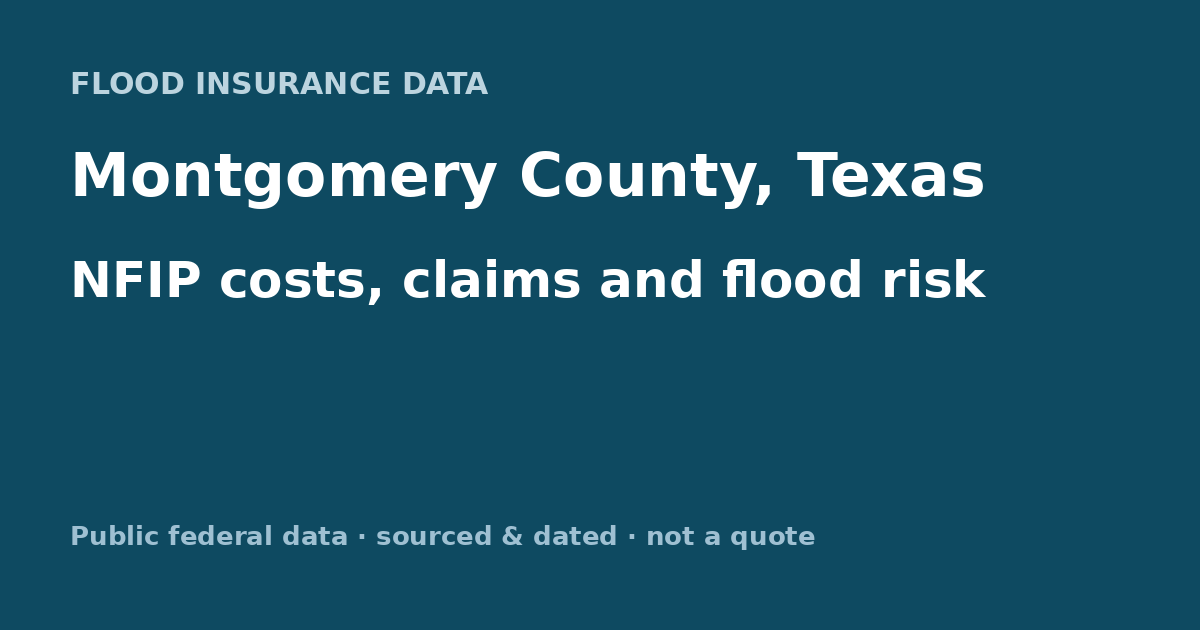 FLOOD INSURANCE DATA
Montgomery County, Texas
NFIP costs, claims and flood risk
Public federal data · sourced & dated · not a quote